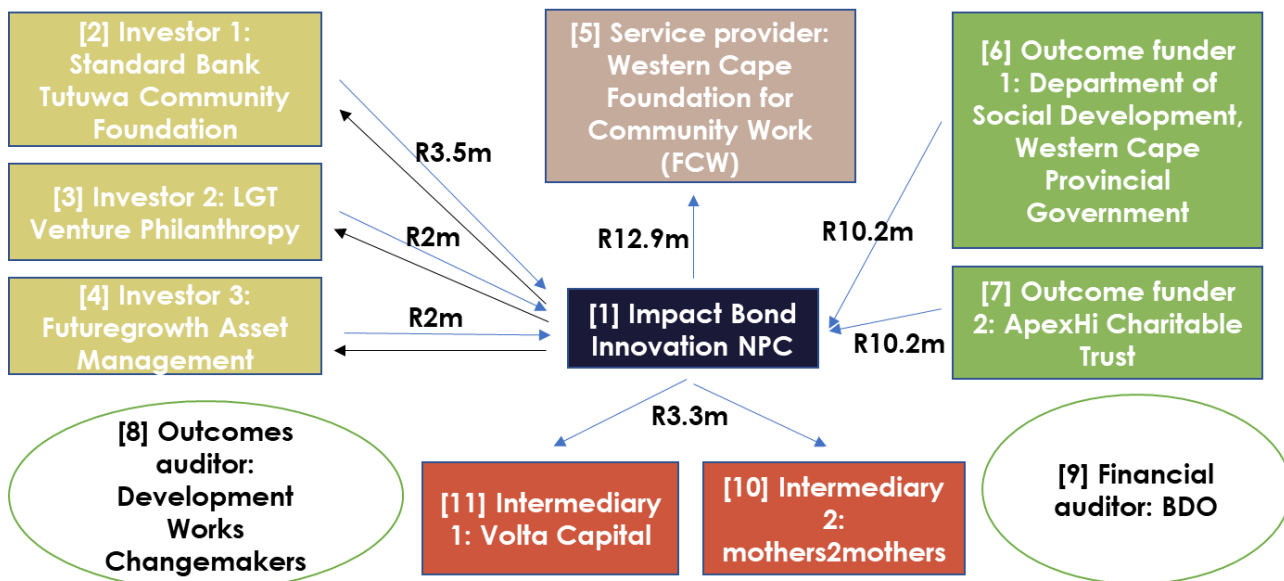 [2] Investor 1:
Standard Bank
Tutuwa Community
Foundation
[5] Service provider:
Western Cape
Foundation for
Community Work
(FCW)
[6] Outcome funder
1: Department of
Social Development,
Western Cape
Provincial
Government
R3.5m
[3] Investor 2: LGT
Venture Philanthropy
R2m
R12.9m
R10.2m
[4] Investor 3:
Futuregrowth Asset
Management
R2m
[1] Impact Bond
Innovation NPC
[7] Outcome funder
2: ApexHi Charitable
Trust
R10.2m
R3.3m
[8] Outcomes
auditor:
Development
Works
Changemakers
[11] Intermediary
1: Volta Capital
[10] Intermediary
2:
mothers2mothers
[9] Financial
auditor: BDO